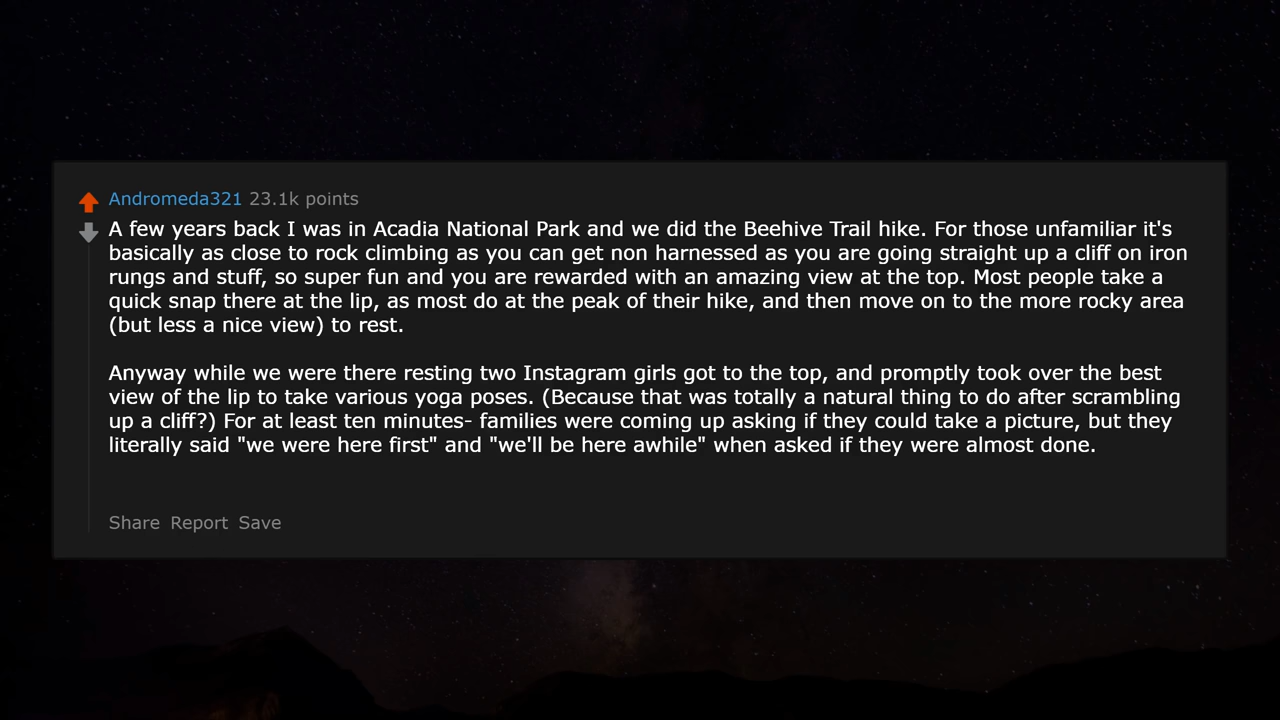 Andromeda321 23.1k points
A few years back I was in Acadia National Park and we did the Beehive Trail hike. For those unfamiliar it's
basically as close to rock climbing as you can get non harnessed as you are going straight up a cliff on iron
rungs and stuff, so super fun and you are rewarded with an amazing view at the top. Most people take a
quick snap there at the lip, as most do at the peak of their hike, and then move on to the more rocky area
(but less a nice view) to rest.
Anyway while we were there resting two Instagram girls got to the top, and promptly took over the best
view of the lip to take various yoga poses. (Because that was totally a natural thing to do after scrambling
up a cliff?) For at least ten minutes- families were coming up asking if they could take a picture, but they
literally said "we were here first" and "we'll be here awhile" when asked if they were almost done.
Share Report Save